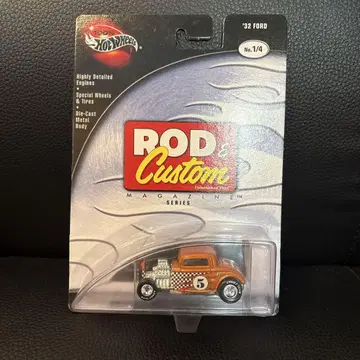 Hot Wheels
'32 FORD
No. 1/4
Highly Detailed
Engines
Special Wheels
& Tires
Die-Cast
Metal
Body
ROD &
Custom
MAGAZINE™
SERIES
5